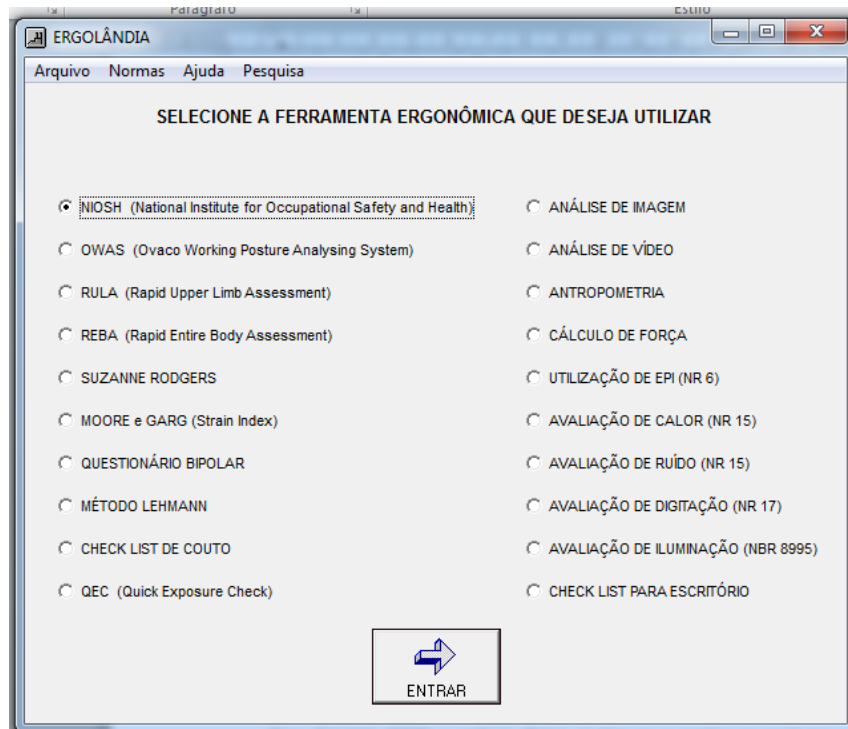 Parágrafo
Estilo
ERGOLÂNDIA
Arquivo Normas Ajuda Pesquisa
SELECIONE A FERRAMENTA ERGONÔMICA QUE DESEJA UTILIZAR
NIOSH (National Institute for Occupational Safety and Health)
OWAS (Ovaco Working Posture Analysing System)
RULA (Rapid Upper Limb Assessment)
REBA (Rapid Entire Body Assessment)
SUZANNE RODGERS
MOORE e GARG (Strain Index)
QUESTIONÁRIO BIPOLAR
MÉTODO LEHMANN
CHECK LIST DE COUTO
QEC (Quick Exposure Check)
ANÁLISE DE IMAGEM
ANÁLISE DE VÍDEO
ANTROPOMETRIA
CÁLCULO DE FORÇA
UTILIZAÇÃO DE EPI (NR 6)
AVALIAÇÃO DE CALOR (NR 15)
AVALIAÇÃO DE RUÍDO (NR 15)
AVALIAÇÃO DE DIGITAÇÃO (NR 17)
AVALIAÇÃO DE ILUMINAÇÃO (NBR 8995)
CHECK LIST PARA ESCRITÓRIO
ENTRAR